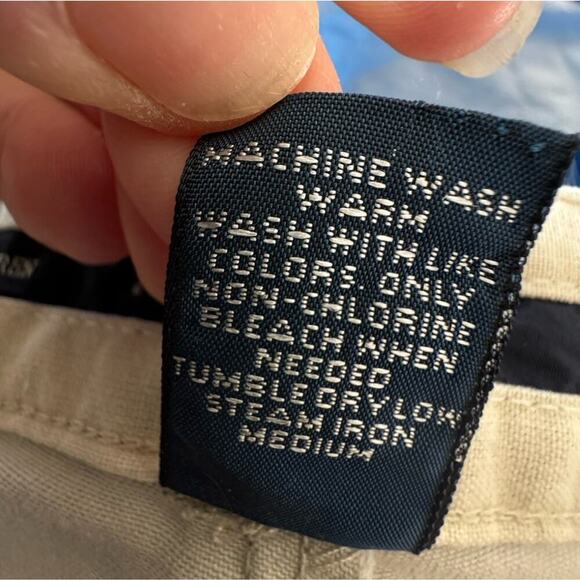 MACHINE WASH
WARM
WASH WITH LIKE
COLORS. ONLY
NON-CHLORINE
BLEACH WHEN
NEEDED
TUMBLE DRY LOW
STEAM IRON
MEDIUM